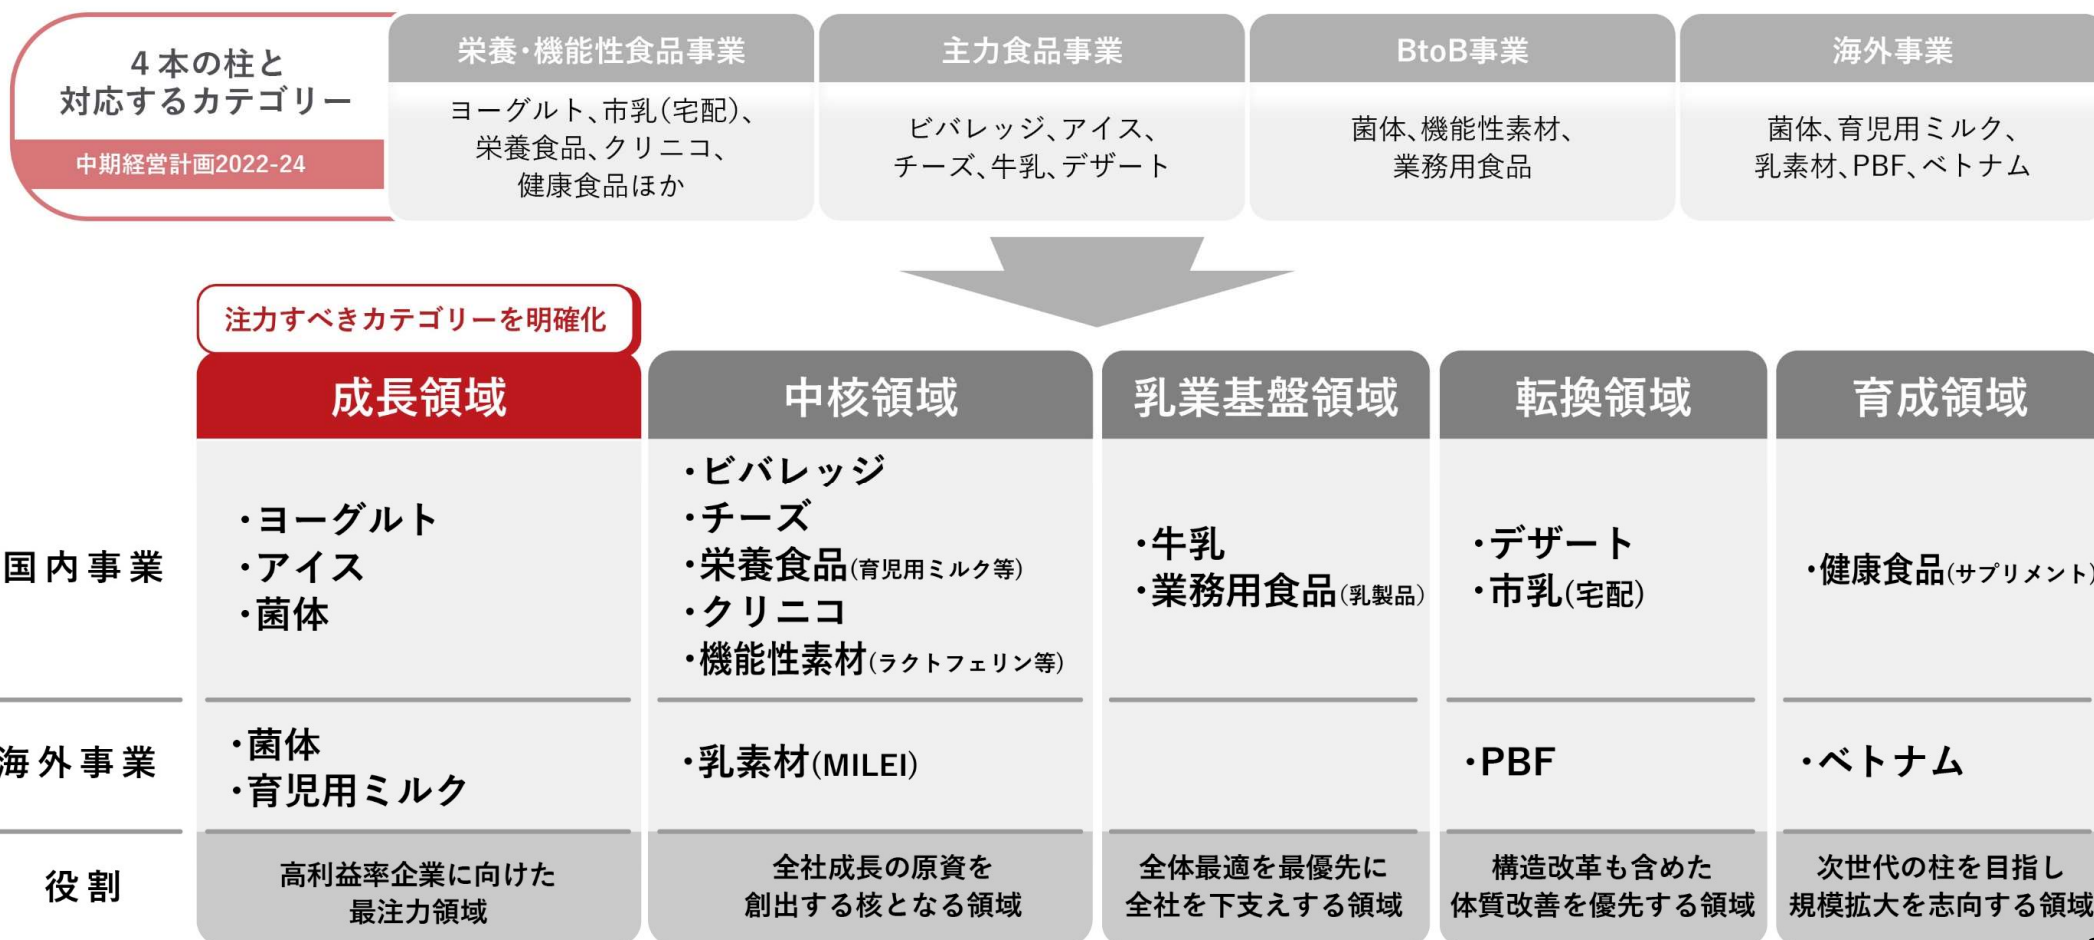 4本の柱と
対応するカテゴリー
中期経営計画2022-24
栄養・機能性食品事業
ヨーグルト、市乳(宅配)、
栄養食品、クリニコ、
健康食品ほか
主力食品事業
ビバレッジ、アイス、
チーズ、牛乳、デザート
BtoB事業
菌体、機能性素材、
業務用食品
海外事業
菌体、育児用ミルク、
乳素材、PBF、ベトナム
注力すべきカテゴリーを明確化
成長領域
中核領域
乳業基盤領域
転換領域
育成領域
国内事業
・ヨーグルト
・アイス
・菌体
・ビバレッジ
・チーズ
・栄養食品(育児用ミルク等)
・クリニコ
・機能性素材(ラクトフェリン等)
・牛乳
・業務用食品(乳製品)
・デザート
・市乳(宅配)
・健康食品(サプリメント)
海外事業
・菌体
・育児用ミルク
・乳素材(MILEI)
・PBF
・ベトナム
役割
高利益率企業に向けた
最注力領域
全社成長の原資を
創出する核となる領域
全体最適を最優先に
全社を下支えする領域
構造改革も含めた
体質改善を優先する領域
次世代の柱を目指し
規模拡大を志向する領域